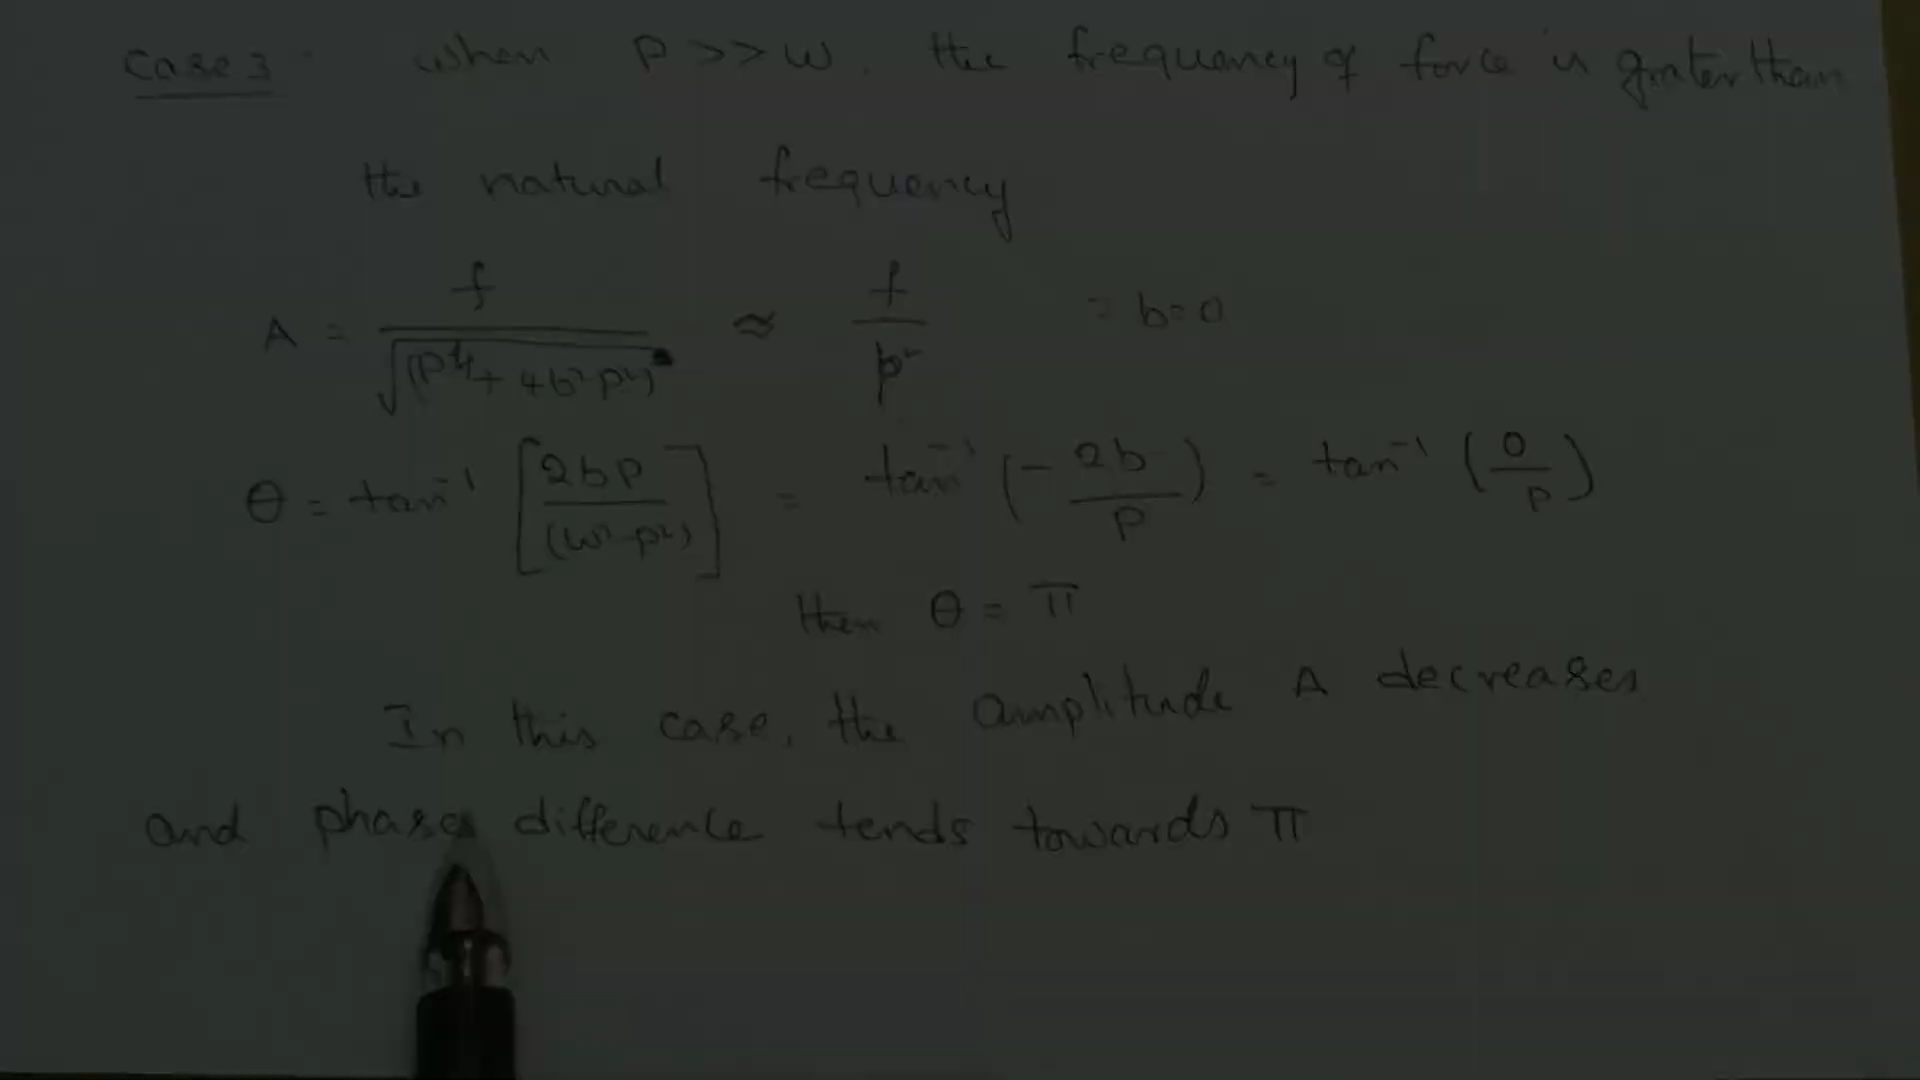 Case 3 when P >> w, the frequency of force is greater than
the natural frequency
A = f / √(p⁴ + 4b²p²) ≈ f / p² = b=0
θ = tan⁻¹ [2bp / (w²-p²)] = tan⁻¹ (- 2b / P) = tan⁻¹ (0 / P)
then θ = π
In this case, the amplitude A decreases
and phase difference tends towards π